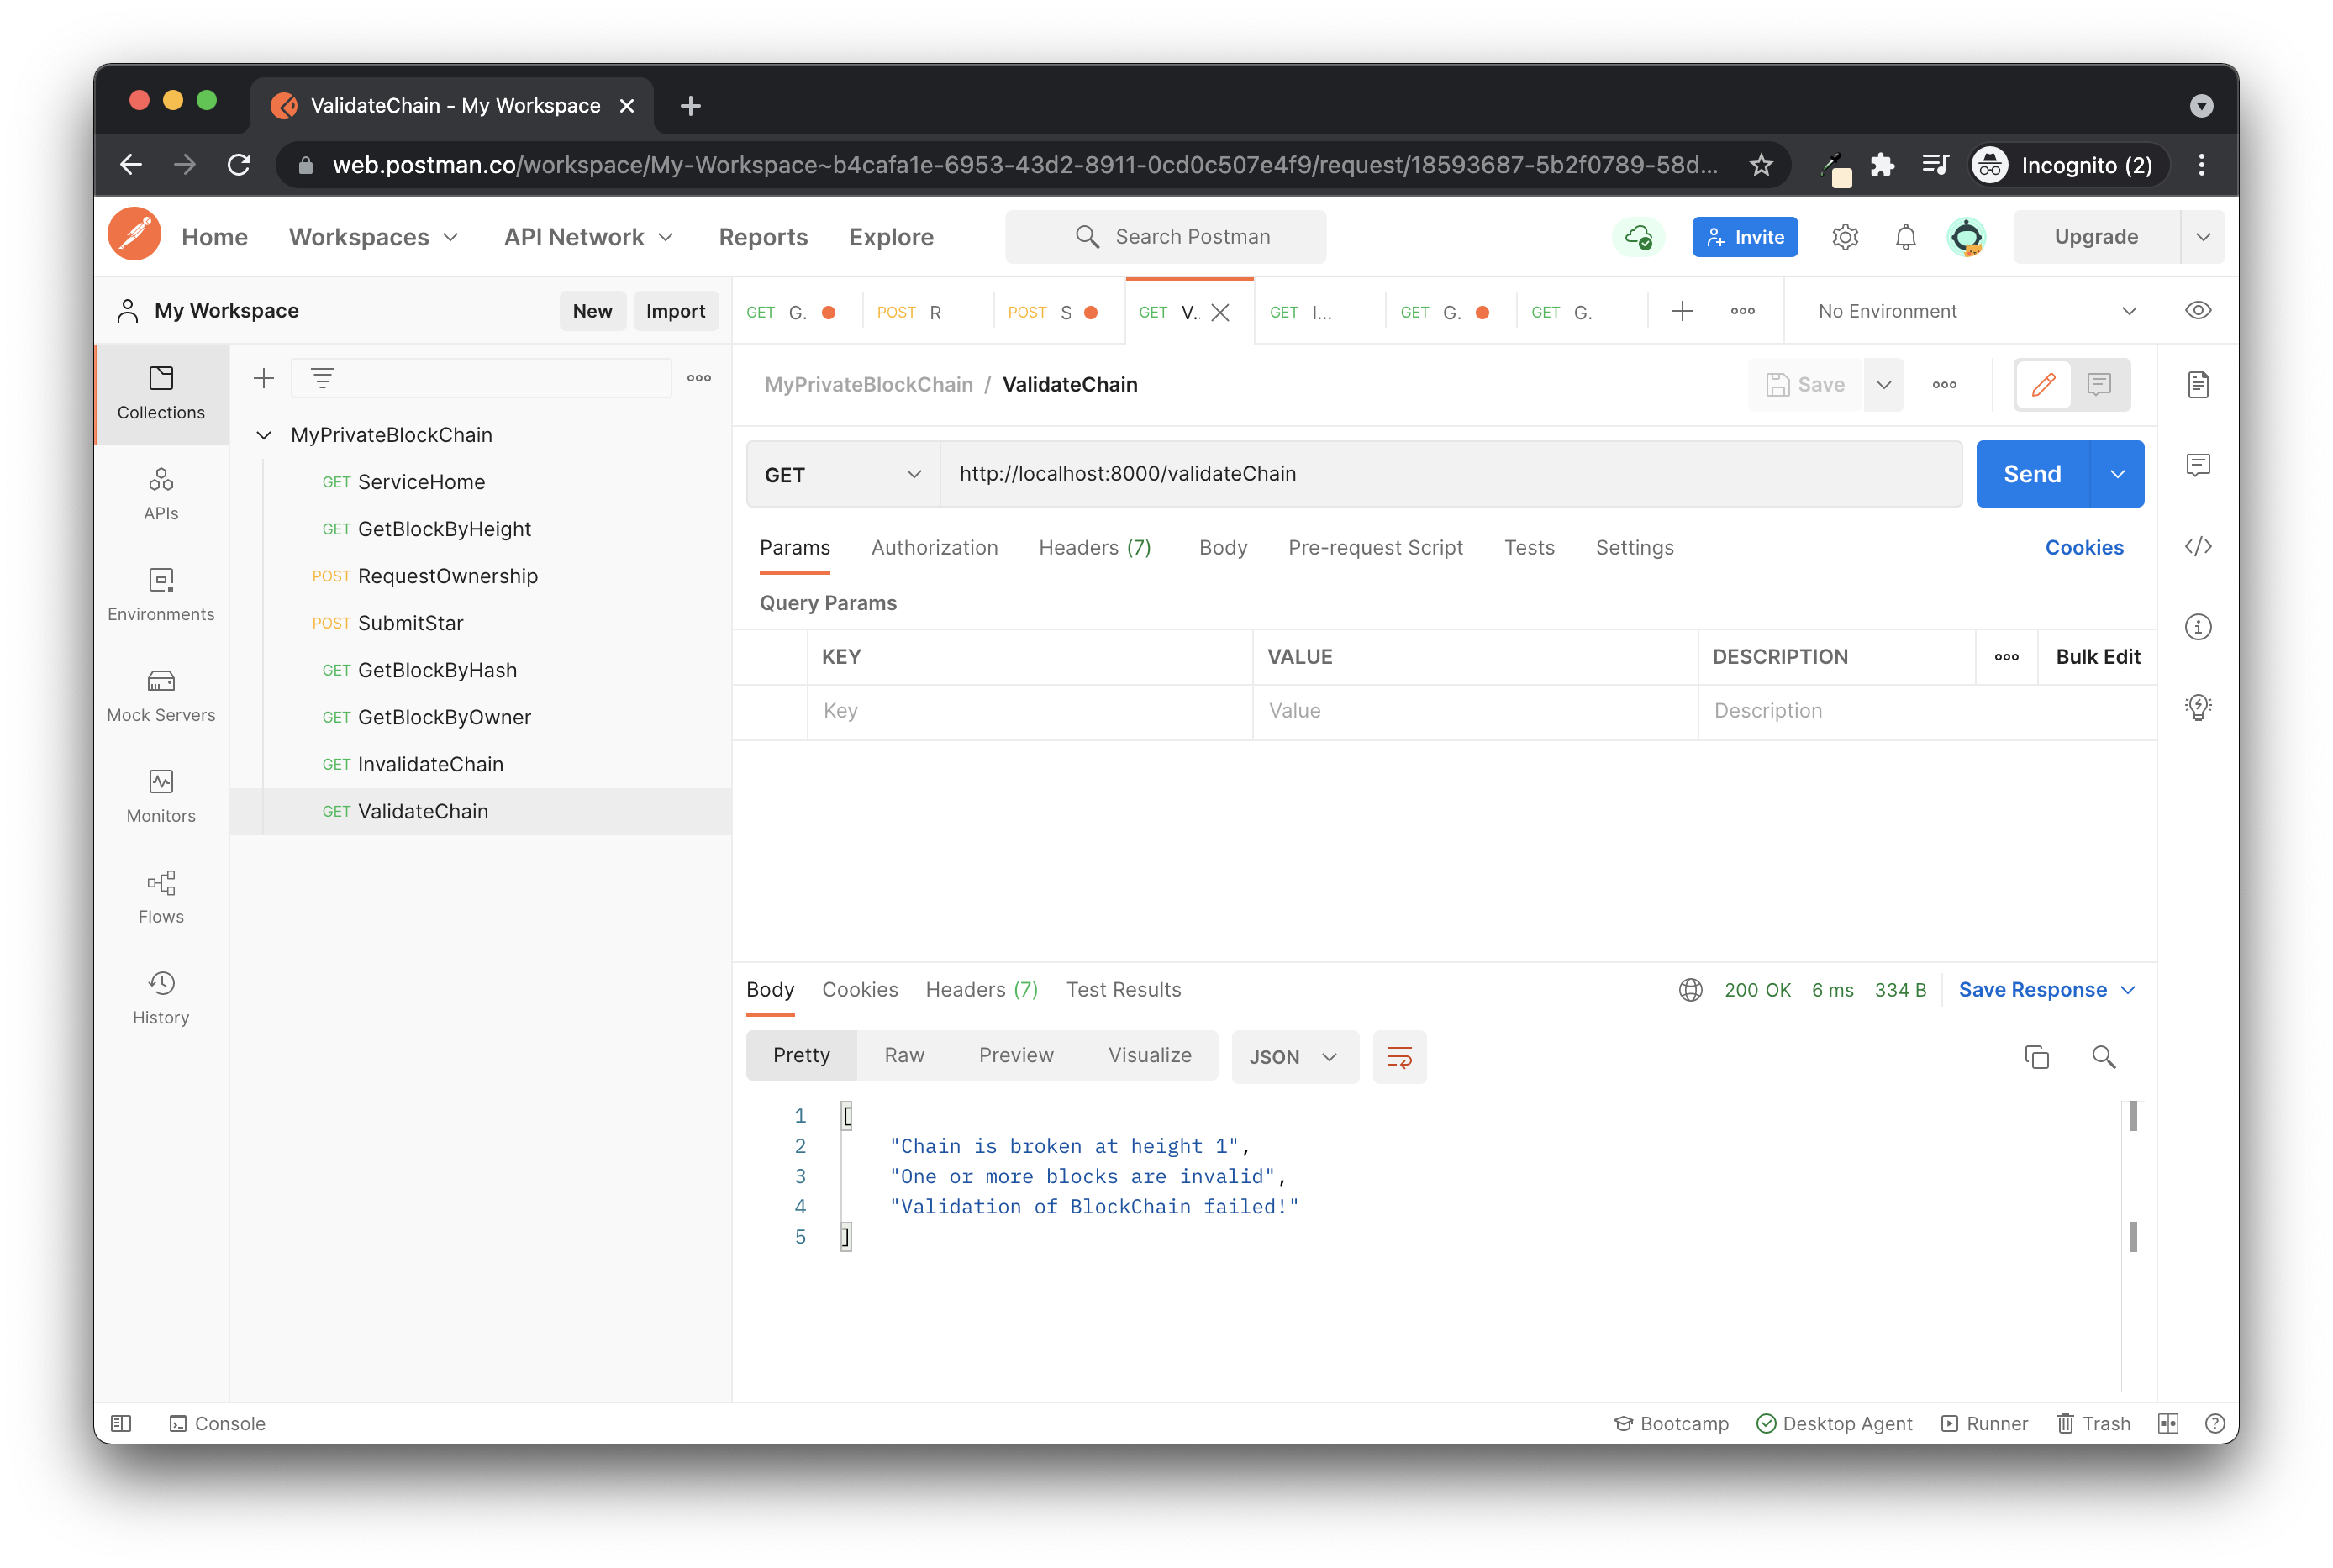 ValidateChain - My Workspace
web.postman.co/workspace/My-Workspace~b4cafa1e-6953-43d2-8911-0cd0c507e4f9/request/18593687-5b2f0789-58d...
Incognito (2)
Home Workspaces API Network Reports Explore
Search Postman
Invite
Upgrade
My Workspace
New
Import
GET G.
POST R
POST S
GET V..
GET I...
GET G.
GET G.
No Environment
Collections
APIs
Environments
Mock Servers
Monitors
Flows
History
MyPrivateBlockChain
GET ServiceHome
GET GetBlockByHeight
POST RequestOwnership
POST SubmitStar
GET GetBlockByHash
GET GetBlockByOwner
GET InvalidateChain
GET ValidateChain
MyPrivateBlockChain / ValidateChain
Save
GET
http://localhost:8000/validateChain
Send
Params Authorization Headers (7) Body Pre-request Script Tests Settings
Cookies
Query Params
KEY VALUE DESCRIPTION
Bulk Edit
Key Value Description
Body Cookies Headers (7) Test Results
200 OK 6 ms 334 B
Save Response
Pretty Raw Preview Visualize
JSON
1 [
2 "Chain is broken at height 1",
3 "One or more blocks are invalid",
4 "Validation of BlockChain failed!"
5 ]
Console
Bootcamp
Desktop Agent
Runner
Trash